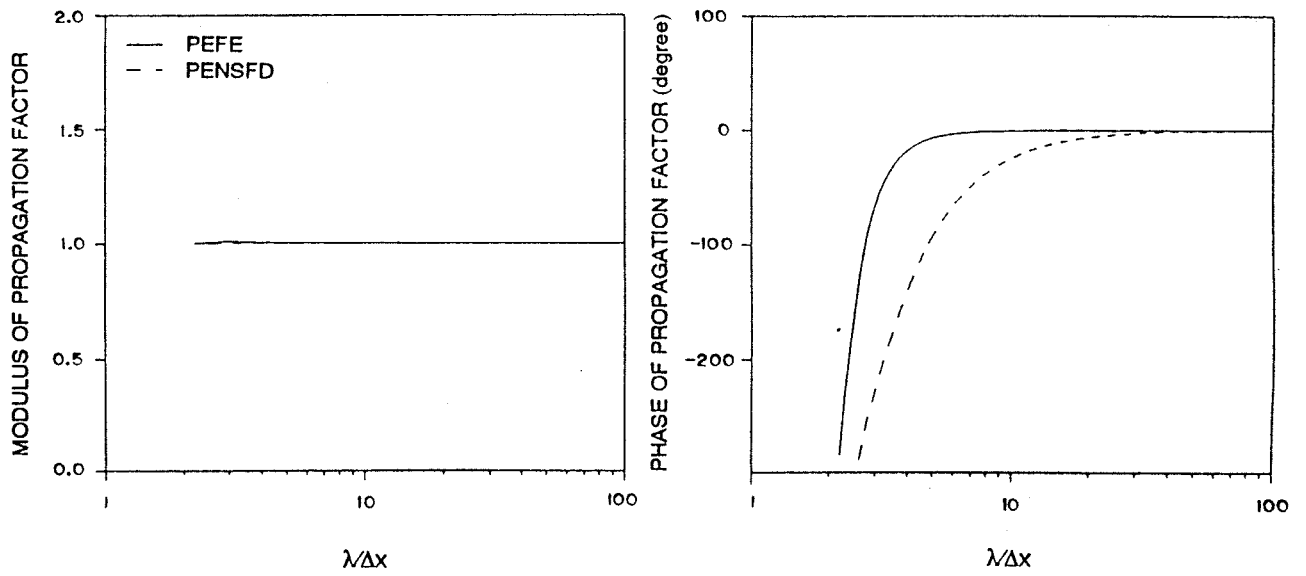 MODULUS OF PROPAGATION FACTOR
2.0
1.5
1.0
0.5
0.0
PEFE
PENSFD
1
10
100
λ/Δx
PHASE OF PROPAGATION FACTOR (degree)
100
0
-100
-200
1
10
100
λ/Δx